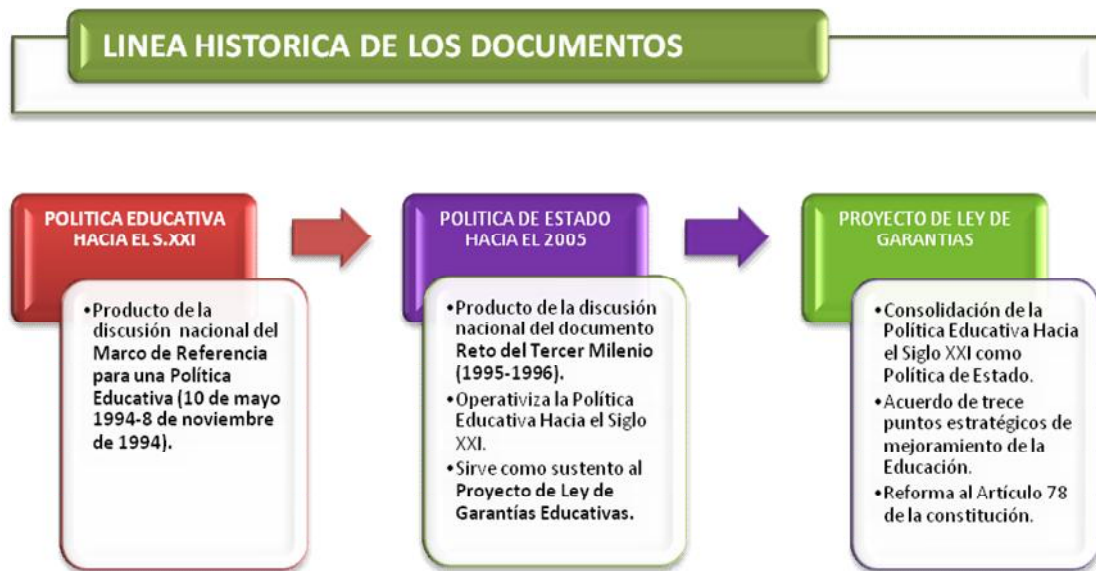 LINEA HISTORICA DE LOS DOCUMENTOS
POLITICA EDUCATIVA
HACIA EL S.XXI
•Producto de la
discusión nacional del
Marco de Referencia
para una Política
Educativa (10 de mayo
1994-8 de noviembre
de 1994).
POLITICA DE ESTADO
HACIA EL 2005
•Producto de la discusión
nacional del documento
Reto del Tercer Milenio
(1995-1996).
•Operativiza la Política
Educativa Hacia el Siglo
XXI.
•Sirve como sustento al
Proyecto de Ley de
Garantías Educativas.
PROYECTO DE LEY DE
GARANTIAS
•Consolidación de la
Política Educativa Hacia
el Siglo XXI como
Política de Estado.
•Acuerdo de trece
puntos estratégicos de
mejoramiento de la
Educación.
•Reforma al Artículo 78
de la constitución.